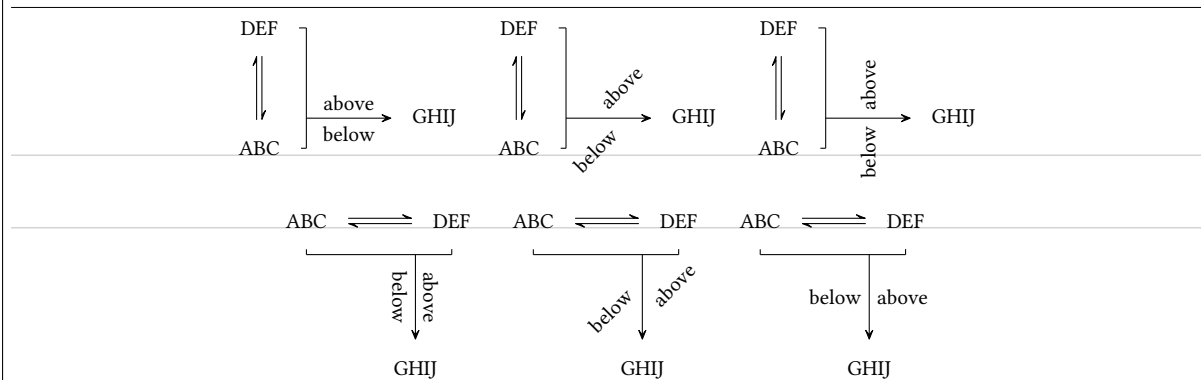 DEF DEF DEF
above above above
GHIJ GHIJ GHIJ
below below below
ABC ABC ABC
ABC DEF ABC DEF ABC DEF
below above below above below above
GHIJ GHIJ GHIJ